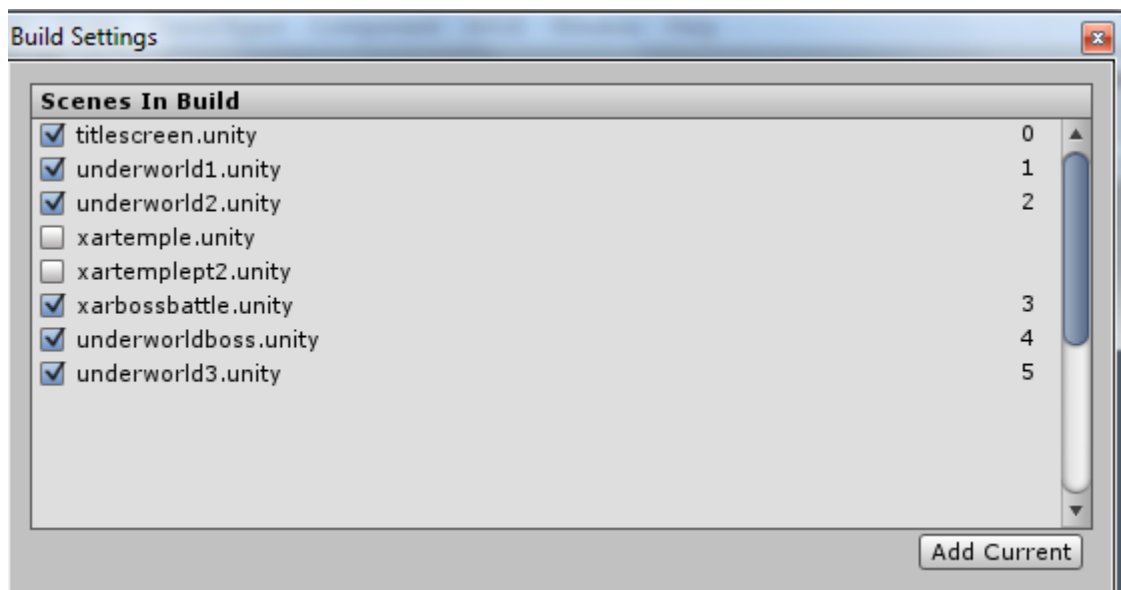 Build Settings
Scenes In Build
titlescreen.unity 0
underworld1.unity 1
underworld2.unity 2
xartemple.unity
xartemplept2.unity
xarbossbattle.unity 3
underworldboss.unity 4
underworld3.unity 5
Add Current